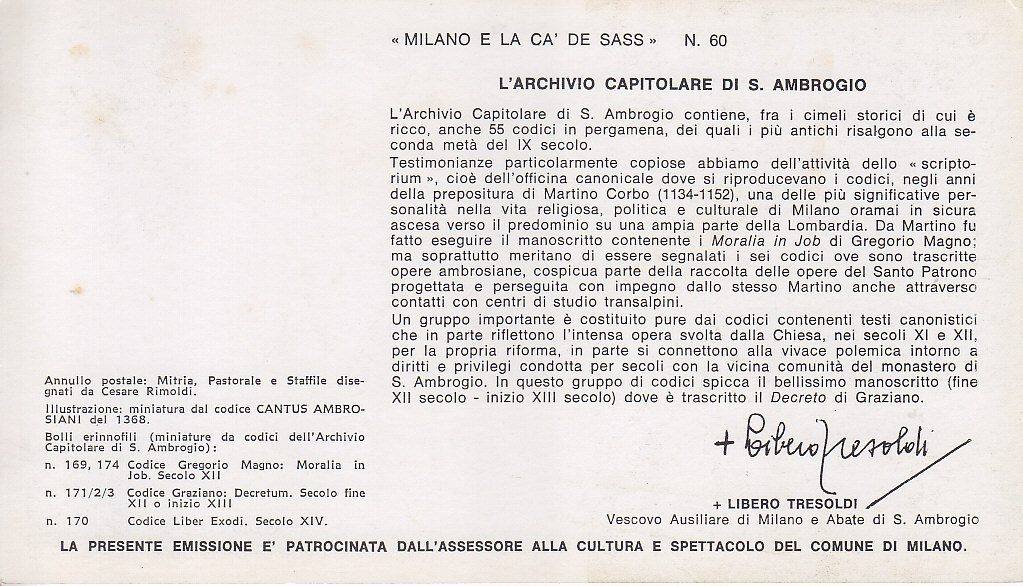 « MILANO E LA CA' DE SASS » N. 60
L'ARCHIVIO CAPITOLARE DI S. AMBROGIO
L'Archivio Capitolare di S. Ambrogio contiene, fra i cimeli storici di cui è
ricco, anche 55 codici in pergamena, dei quali i più antichi risalgono alla se-
conda metà del IX secolo.
Testimonianze particolarmente copiose abbiamo dell'attività dello « scripto-
rium », cioè dell'officina canonicale dove si riproducevano i codici, negli anni
della prepositura di Martino Corbo (1134-1152), una delle più significative per-
sonalità nella vita religiosa, politica e culturale di Milano oramai in sicura
ascesa verso il predominio su una ampia parte della Lombardia. Da Martino fu
fatto eseguire il manoscritto contenente i Moralia in Job di Gregorio Magno;
ma soprattutto meritano di essere segnalati i sei codici ove sono trascritte
opere ambrosiane, cospicua parte della raccolta delle opere del Santo Patrono
progettata e perseguita con impegno dallo stesso Martino anche attraverso
contatti con centri di studio transalpini.
Un gruppo importante è costituito pure dai codici contenenti testi canonistici
che in parte riflettono l'intensa opera svolta dalla Chiesa, nei secoli XI e XII,
per la propria riforma, in parte si connettono alla vivace polemica intorno a
diritti e privilegi condotta per secoli con la vicina comunità del monastero di
S. Ambrogio. In questo gruppo di codici spicca il bellissimo manoscritto (fine
XII secolo - inizio XIII secolo) dove è trascritto il Decreto di Graziano.
+ Libero Tresoldi
+ LIBERO TRESOLDI
Vescovo Ausiliare di Milano e Abate di S. Ambrogio
Annullo postale: Mitria, Pastorale e Staffile dise-
gnati da Cesare Rimoldi.
Illustrazione: miniatura dal codice CANTUS AMBRO-
SIANI del 1368.
Bolli erinnofili (miniature da codici dell'Archivio
Capitolare di S. Ambrogio):
n. 169, 174 Codice Gregorio Magno: Moralia in
Job. Secolo XII
n. 171/2/3 Codice Graziano: Decretum. Secolo fine
XII o inizio XIII
n. 170 Codice Liber Exodi. Secolo XIV.
LA PRESENTE EMISSIONE E' PATROCINATA DALL'ASSESSORE ALLA CULTURA E SPETTACOLO DEL COMUNE DI MILANO.